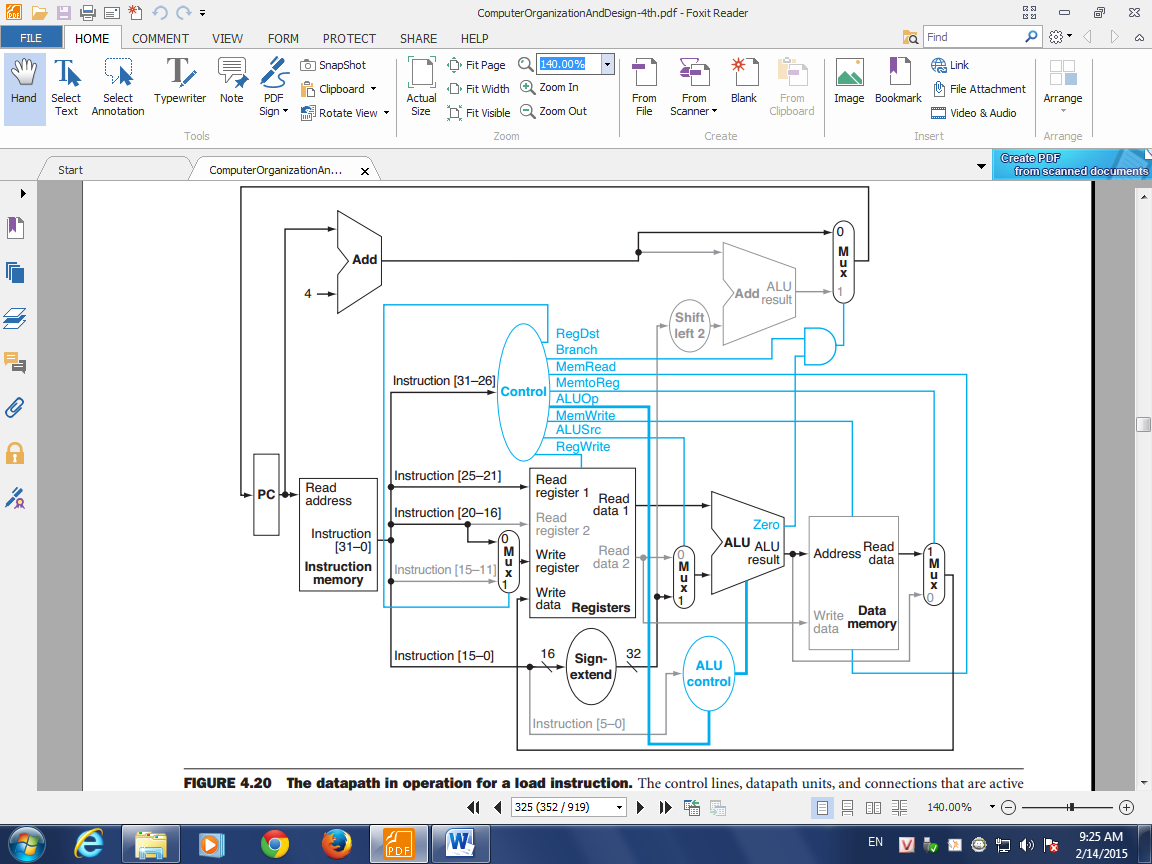 ComputerOrganizationAndDesign-4th.pdf - Foxit Reader
FILE HOME COMMENT VIEW FORM PROTECT SHARE HELP Find
Hand
Select Text
Select Annotation
Typewriter
Note
PDF Sign
SnapShot
Clipboard
Rotate View
Tools
Actual Size
Fit Page
Fit Width
Fit Visible
140.00%
Zoom In
Zoom Out
Zoom
From File
From Scanner
Blank
From Clipboard
Create
Image
Bookmark
Link
File Attachment
Video & Audio
Insert
Arrange
Arrange
Start
ComputerOrganizationAn...
Create PDF
from scanned documents
Add
4
0
Mux
1
Add ALU result
Shift left 2
RegDst
Branch
MemRead
MemtoReg
ALUOp
MemWrite
ALUSrc
RegWrite
Instruction [31–26]
Control
PC
Read address
Instruction [31–0]
Instruction memory
Instruction [25–21]
Instruction [20–16]
Instruction [15–11]
0
Mux
1
Read register 1
Read register 2
Write register
Write data
Read data 1
Read data 2
Registers
0
Mux
1
Zero
ALU ALU result
Address
Read data
Write data
Data memory
1
Mux
0
Instruction [15–0]
16
Sign-extend
32
ALU control
Instruction [5–0]
FIGURE 4.20 The datapath in operation for a load instruction. The control lines, datapath units, and connections that are active
325 (352 / 919)
140.00%
PDF
EN
9:25 AM
2/14/2015